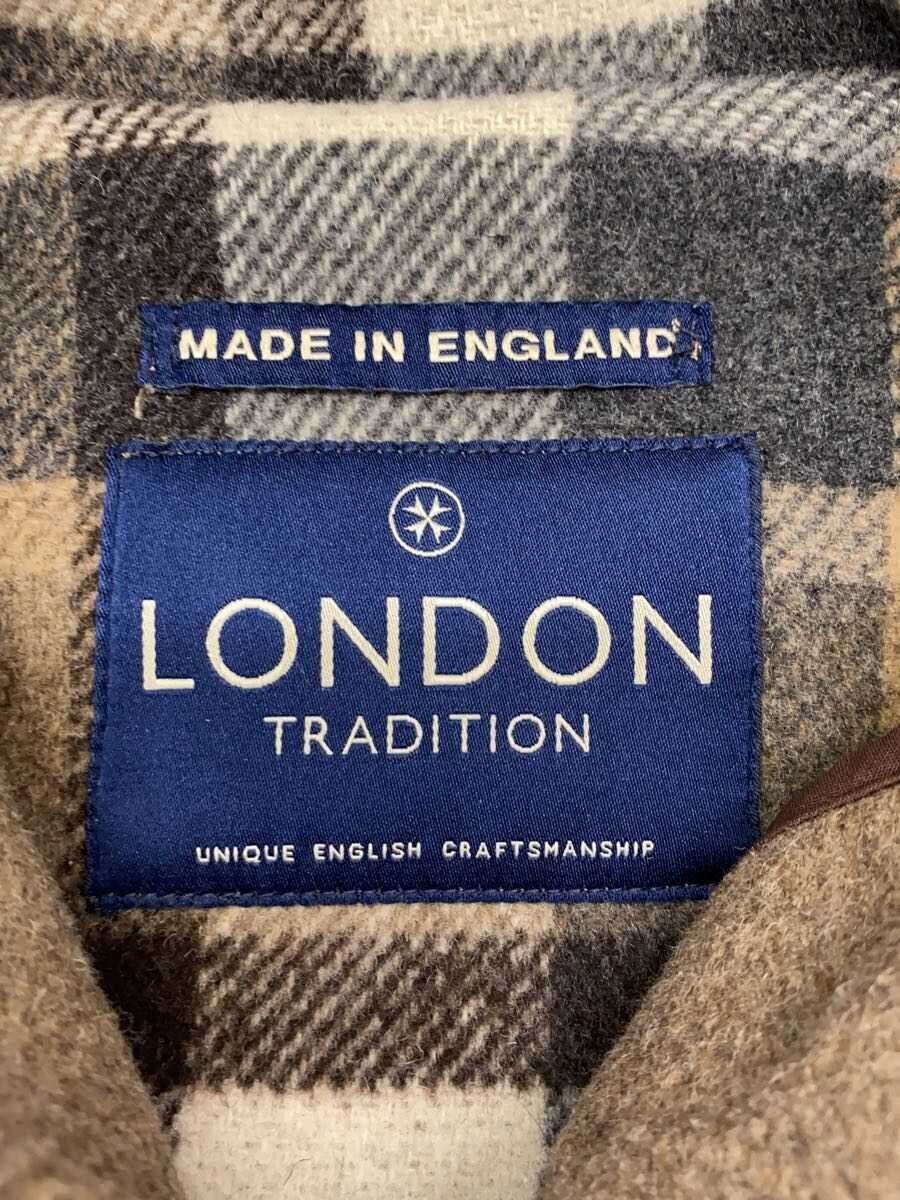 MADE IN ENGLAND
LONDON
TRADITION
UNIQUE ENGLISH CRAFTSMANSHIP